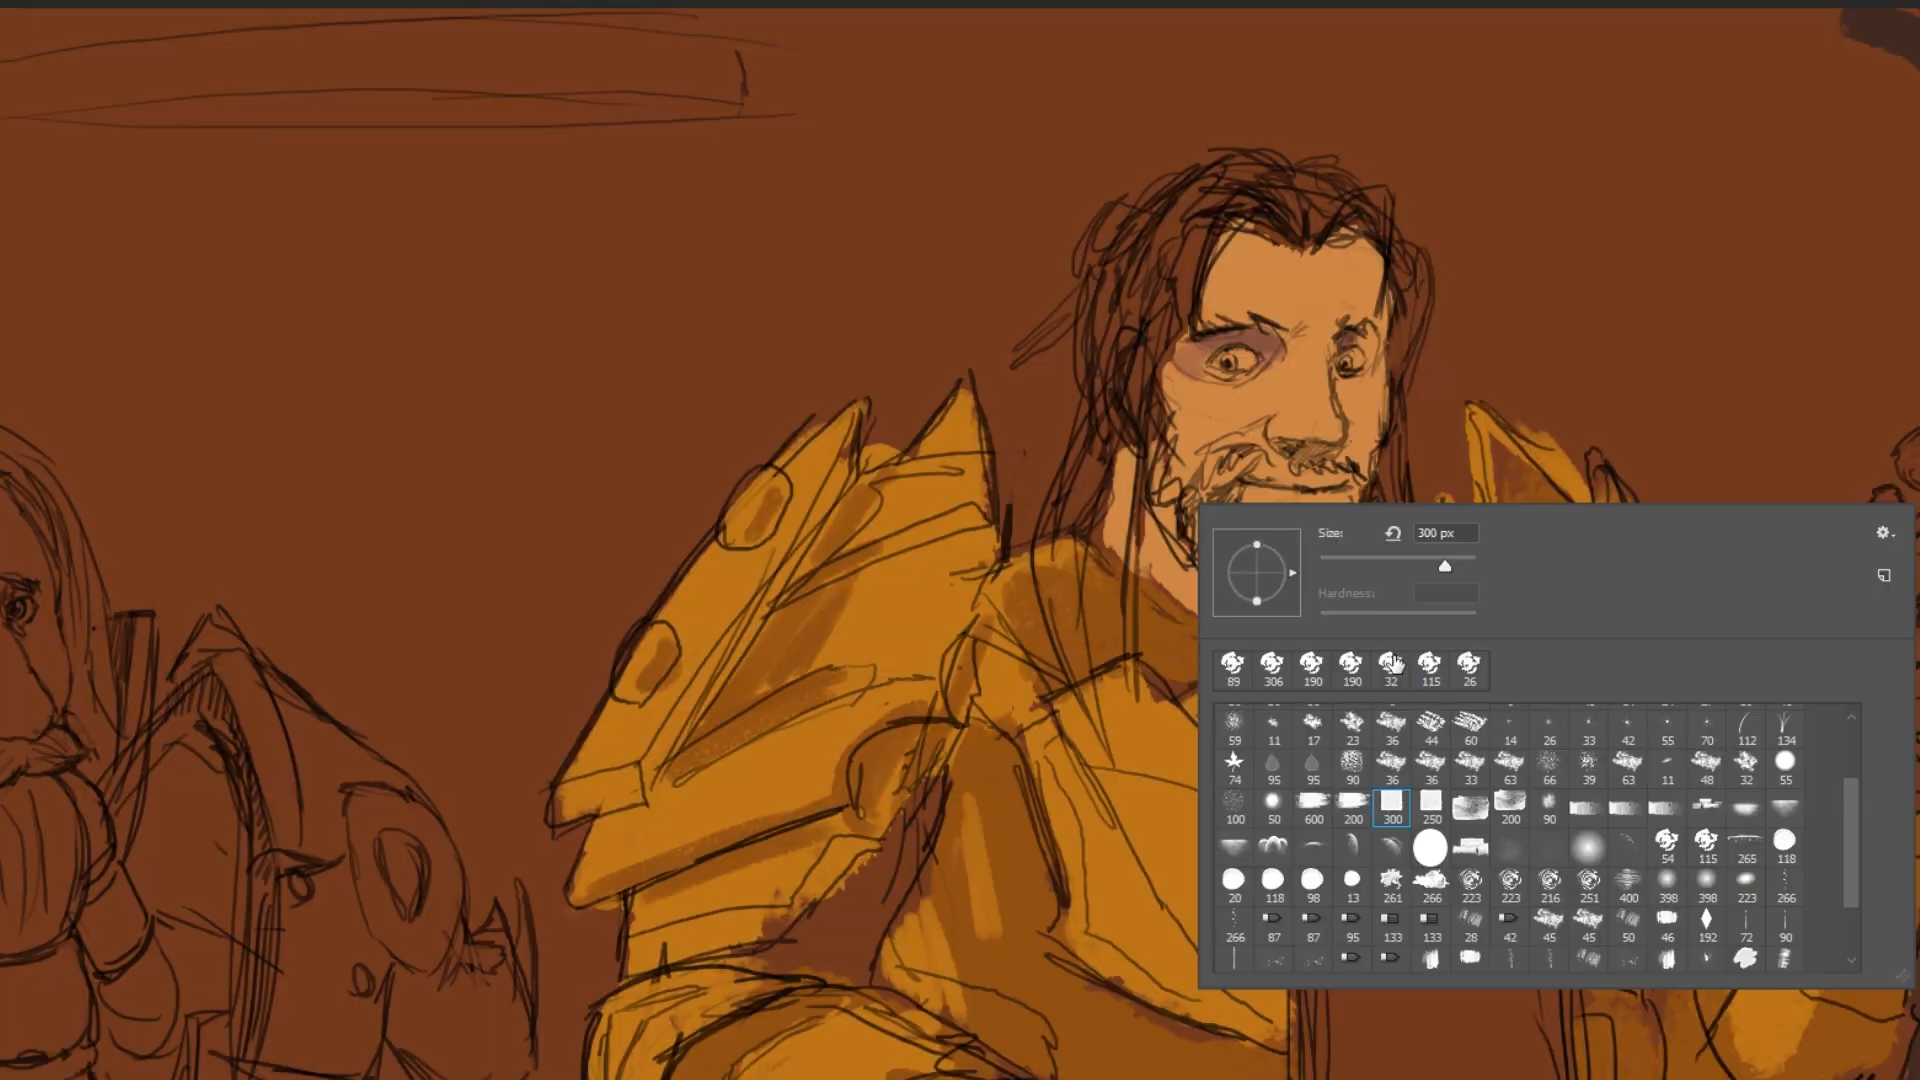 Size: 300 px
Hardness:
89 306 190 190 32 115 26
59 11 17 23 36 44 60 14 26 33 42 55 70 112 134
74 95 95 90 36 36 33 63 66 39 63 11 48 32 55
100 50 600 200 300 250 200 90
54 115 265 118
20 118 98 13 261 266 223 223 216 251 400 398 398 223 266
266 87 87 95 133 133 28 42 45 45 50 46 192 72 90